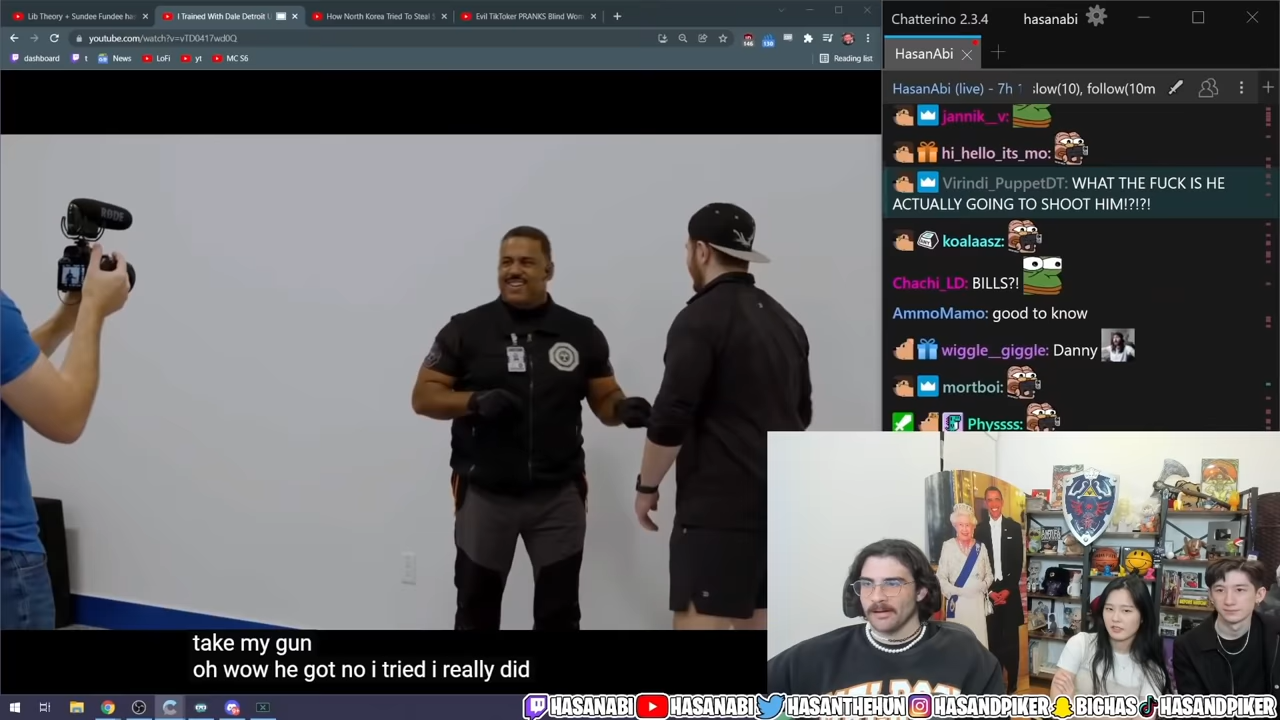 Lib Theory + Sundee Fundee has
I Trained With Dale Detroit U
How North Korea Tried To Steal $
Evil TikToker PRANKS Blind Wom
youtube.com/watch?v=vTD0417wd0Q
dashboard
t
News
LoFi
yt
MC S6
Reading list
146
130
Chatterino 2.3.4
hasanabi
HasanAbi
HasanAbi (live) - 7h
slow(10), follow(10m
jannik__v:
hi_hello_its_mo:
Virindi_PuppetDT: WHAT THE FUCK IS HE
ACTUALLY GOING TO SHOOT HIM!?!?!
koalaasz:
Chachi_LD: BILLS?!
AmmoMamo: good to know
wiggle__giggle: Danny
mortboi:
Physsss:
RODE
take my gun
oh wow he got no i tried i really did
HASANABI
HASANABI
HASANTHEHUN
HASANDPIKER
BIGHAS
HASANDPIKER